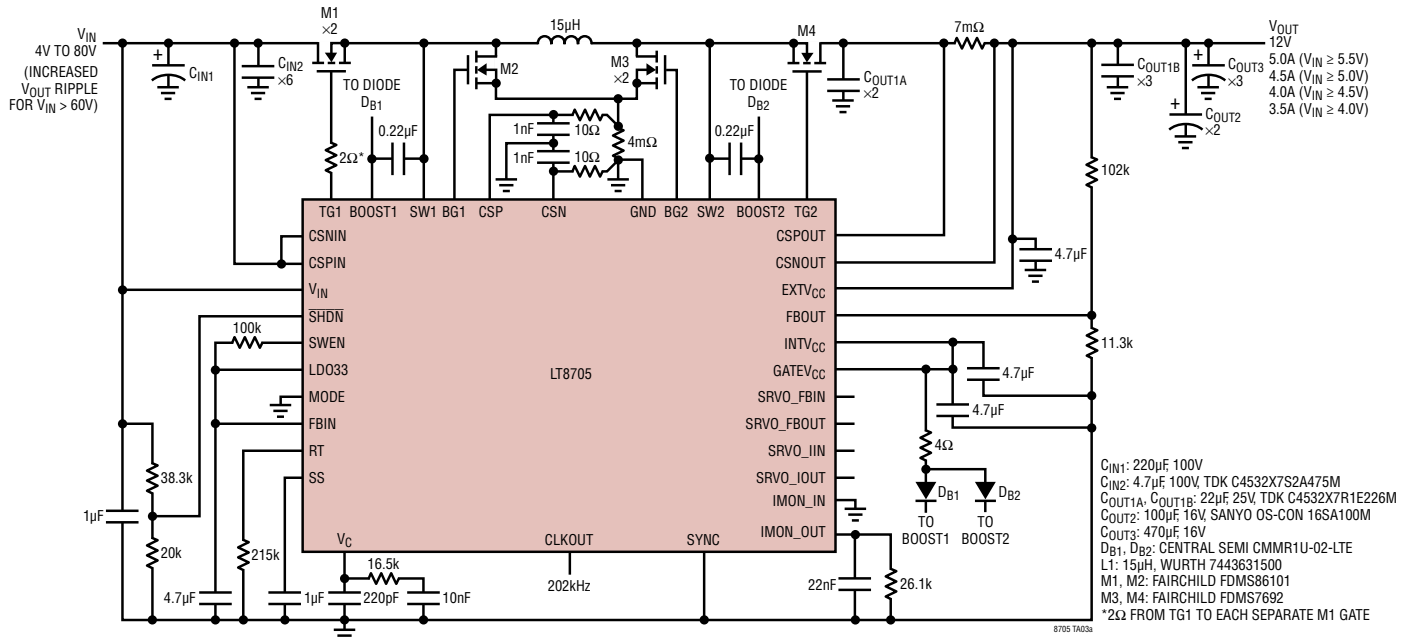 M1
×2
15µH
M4
7mΩ
V_IN
4V TO 80V
(INCREASED
V_OUT RIPPLE
FOR V_IN > 60V)
+
C_IN1
C_IN2
×6
M2
M3
×2
TO DIODE
D_B1
0.22µF
2Ω*
1nF
10Ω
1nF
10Ω
4mΩ
TO DIODE
D_B2
0.22µF
C_OUT1A
×2
C_OUT1B
×3
+
C_OUT3
×3
+
C_OUT2
×2
V_OUT
12V
5.0A (V_IN ≥ 5.5V)
4.5A (V_IN ≥ 5.0V)
4.0A (V_IN ≥ 4.5V)
3.5A (V_IN ≥ 4.0V)
102k
TG1 BOOST1 SW1 BG1 CSP CSN GND BG2 SW2 BOOST2 TG2
CSNIN
CSPIN
V_IN
SHDN
SWEN
LDO33
MODE
FBIN
RT
SS
LT8705
CSPOUT
CSNOUT
EXTV_CC
FBOUT
INTV_CC
GATEV_CC
SRVO_FBIN
SRVO_FBOUT
SRVO_IIN
SRVO_IOUT
IMON_IN
IMON_OUT
V_C CLKOUT SYNC
100k
4.7µF
11.3k
4.7µF
4.7µF
4Ω
D_B1
D_B2
TO
BOOST1
TO
BOOST2
38.3k
1µF
20k
215k
4.7µF
1µF
220pF
16.5k
10nF
202kHz
22nF
26.1k
C_IN1: 220µF, 100V
C_IN2: 4.7µF, 100V, TDK C4532X7S2A475M
C_OUT1A, C_OUT1B: 22µF, 25V, TDK C4532X7R1E226M
C_OUT2: 100µF, 16V, SANYO OS-CON 16SA100M
C_OUT3: 470µF, 16V
D_B1, D_B2: CENTRAL SEMI CMMR1U-02-LTE
L1: 15µH, WURTH 7443631500
M1, M2: FAIRCHILD FDMS86101
M3, M4: FAIRCHILD FDMS7692
*2Ω FROM TG1 TO EACH SEPARATE M1 GATE
8705 TA03a